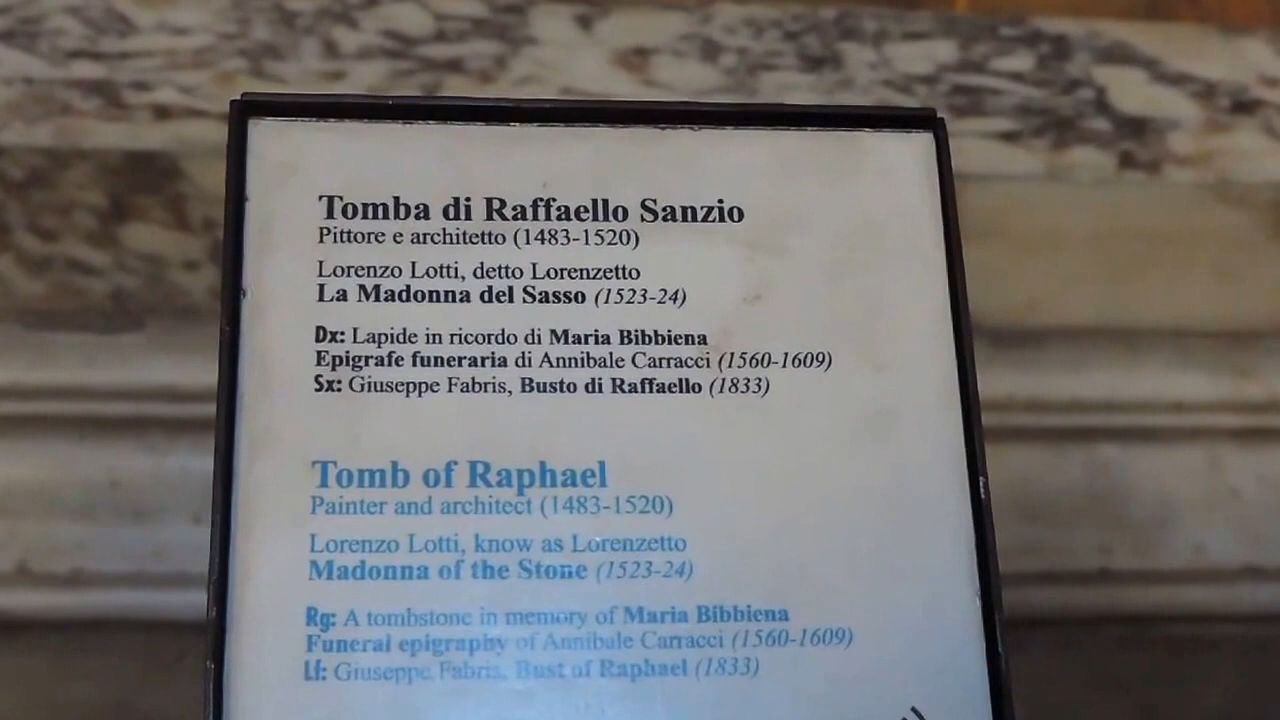 Tomba di Raffaello Sanzio
Pittore e architetto (1483-1520)
Lorenzo Lotti, detto Lorenzetto
La Madonna del Sasso (1523-24)
Dx: Lapide in ricordo di Maria Bibbiena
Epigrafe funeraria di Annibale Carracci (1560-1609)
Sx: Giuseppe Fabris, Busto di Raffaello (1833)
Tomb of Raphael
Painter and architect (1483-1520)
Lorenzo Lotti, know as Lorenzetto
Madonna of the Stone (1523-24)
Rg: A tombstone in memory of Maria Bibbiena
Funeral epigraphy of Annibale Carracci (1560-1609)
Lf: Giuseppe Fabris, Bust of Raphael (1833)